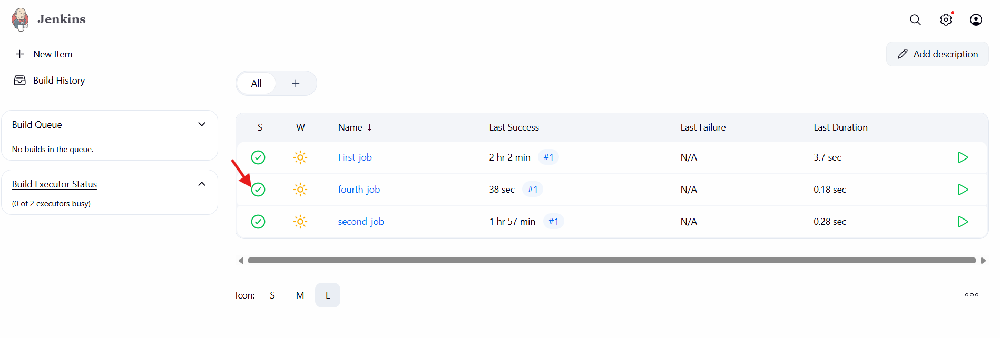 Jenkins
New Item
Add description
Build History
All +
Build Queue
No builds in the queue.
Build Executor Status
(0 of 2 executors busy)
S W Name ↓ Last Success Last Failure Last Duration
First_job 2 hr 2 min #1 N/A 3.7 sec
fourth_job 38 sec #1 N/A 0.18 sec
second_job 1 hr 57 min #1 N/A 0.28 sec
Icon: S M L